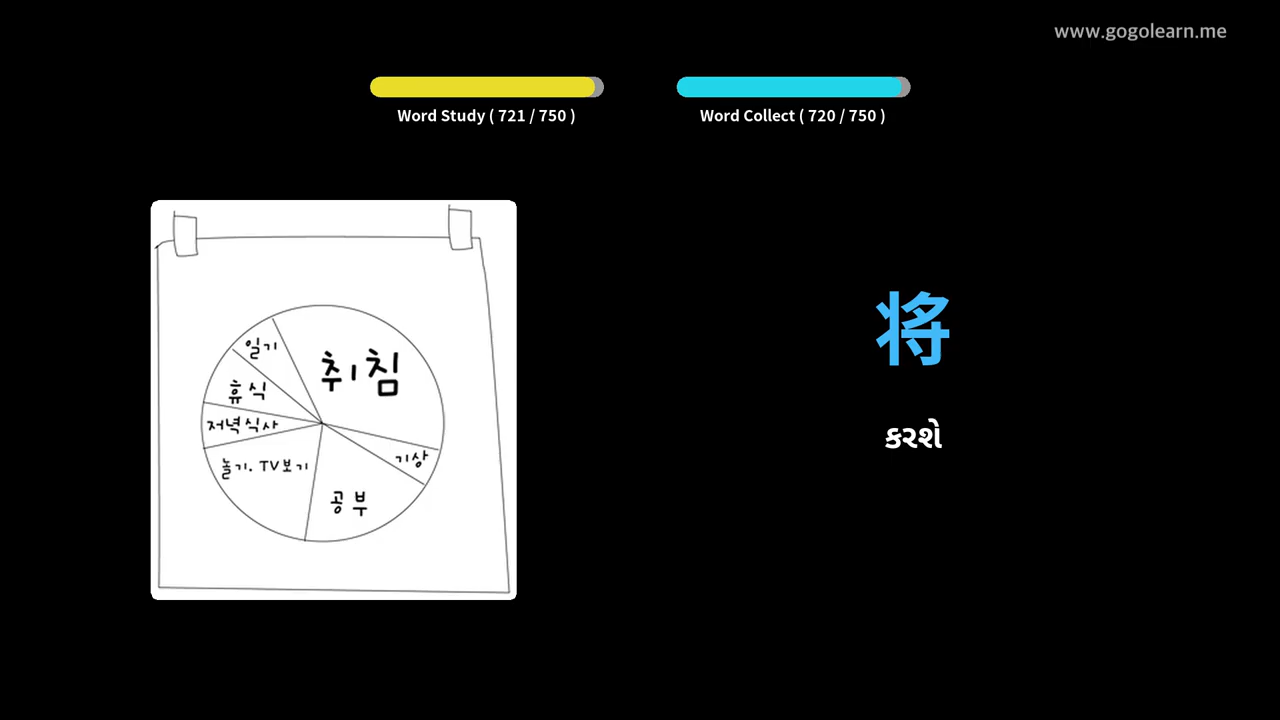 www.gogolearn.me
Word Study ( 721 / 750 )
Word Collect ( 720 / 750 )
일기
취침
휴식
저녁식사
놀기. TV보기
기상
공부
将
કરશે